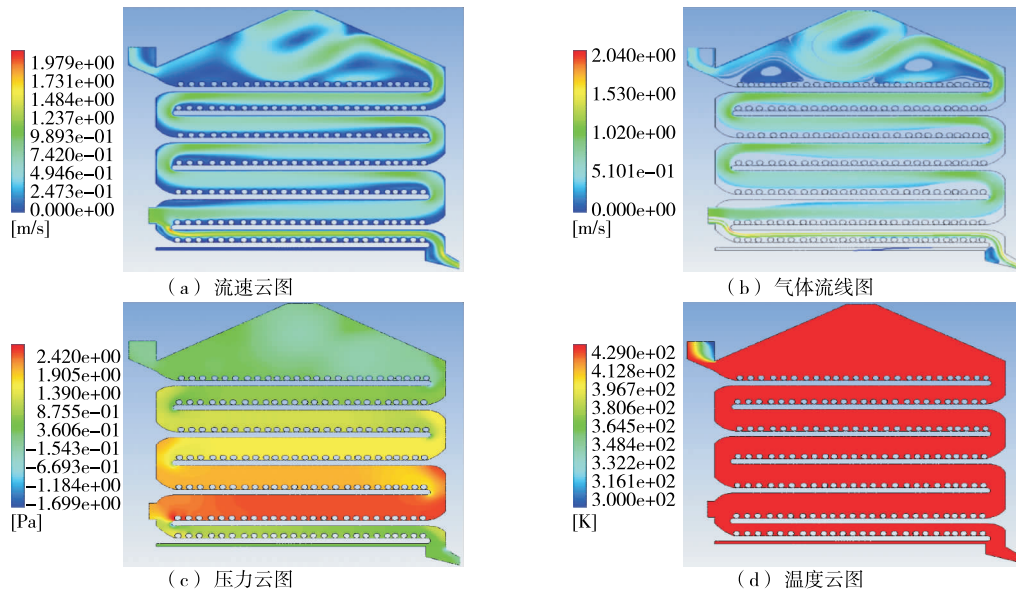 1.979e+00
1.731e+00
1.484e+00
1.237e+00
9.893e-01
7.420e-01
4.946e-01
2.473e-01
0.000e+00
[m/s]
(a) 流速云图
2.040e+00
1.530e+00
1.020e+00
5.101e-01
0.000e+00
[m/s]
(b) 气体流线图
2.420e+00
1.905e+00
1.390e+00
8.755e-01
3.606e-01
-1.543e-01
-6.693e-01
-1.184e+00
-1.699e+00
[Pa]
(c) 压力云图
4.290e+02
4.128e+02
3.967e+02
3.806e+02
3.645e+02
3.484e+02
3.322e+02
3.161e+02
3.000e+02
[K]
(d) 温度云图